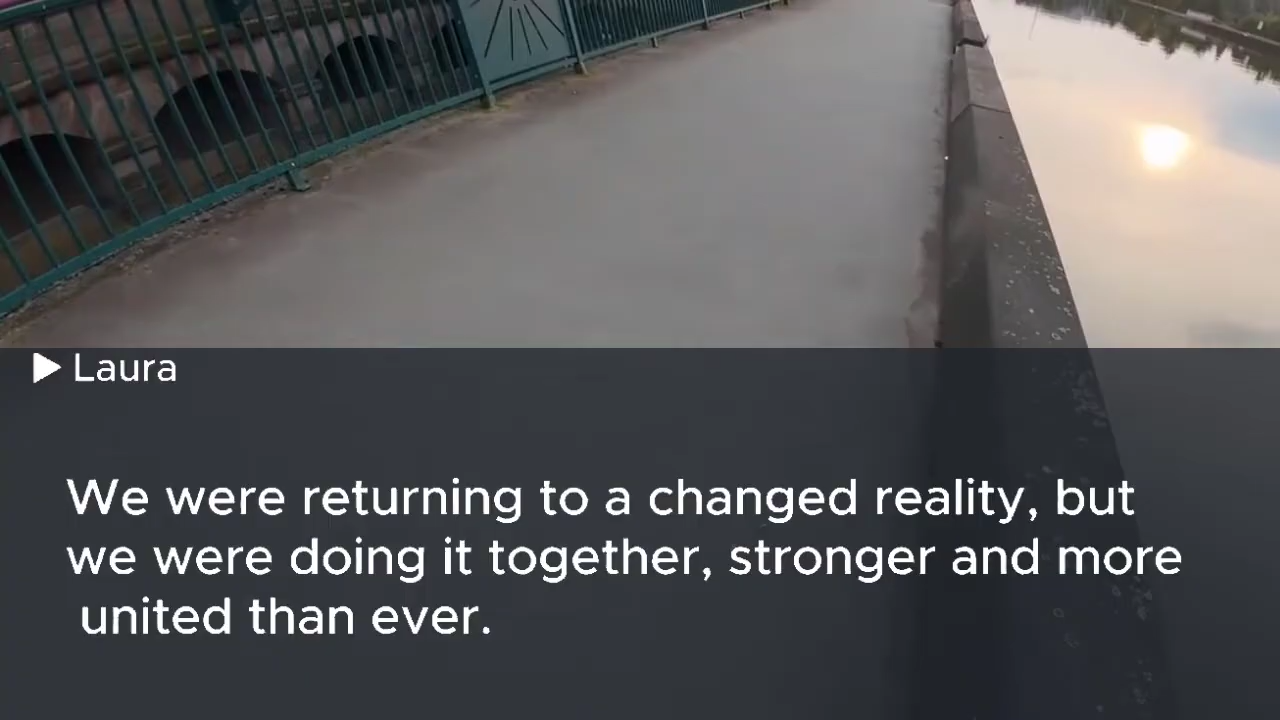 Laura
We were returning to a changed reality, but
we were doing it together, stronger and more
united than ever.